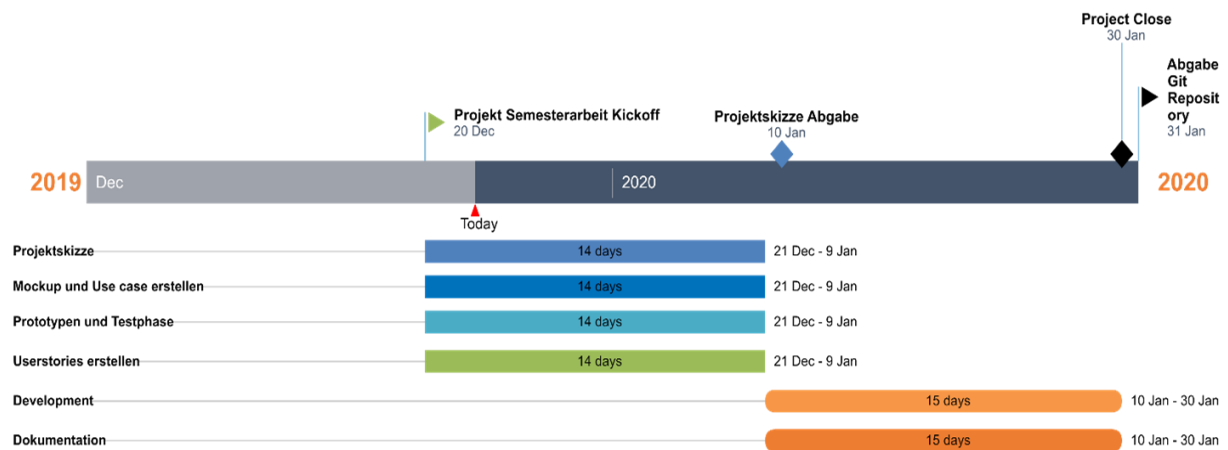 Project Close
30 Jan
Abgabe
Git
Reposit
ory
31 Jan
Projekt Semesterarbeit Kickoff
20 Dec
Projektskizze Abgabe
10 Jan
2019
Dec
2020
2020
Today
Projektskizze
14 days
21 Dec - 9 Jan
Mockup und Use case erstellen
14 days
21 Dec - 9 Jan
Prototypen und Testphase
14 days
21 Dec - 9 Jan
Userstories erstellen
14 days
21 Dec - 9 Jan
Development
15 days
10 Jan - 30 Jan
Dokumentation
15 days
10 Jan - 30 Jan